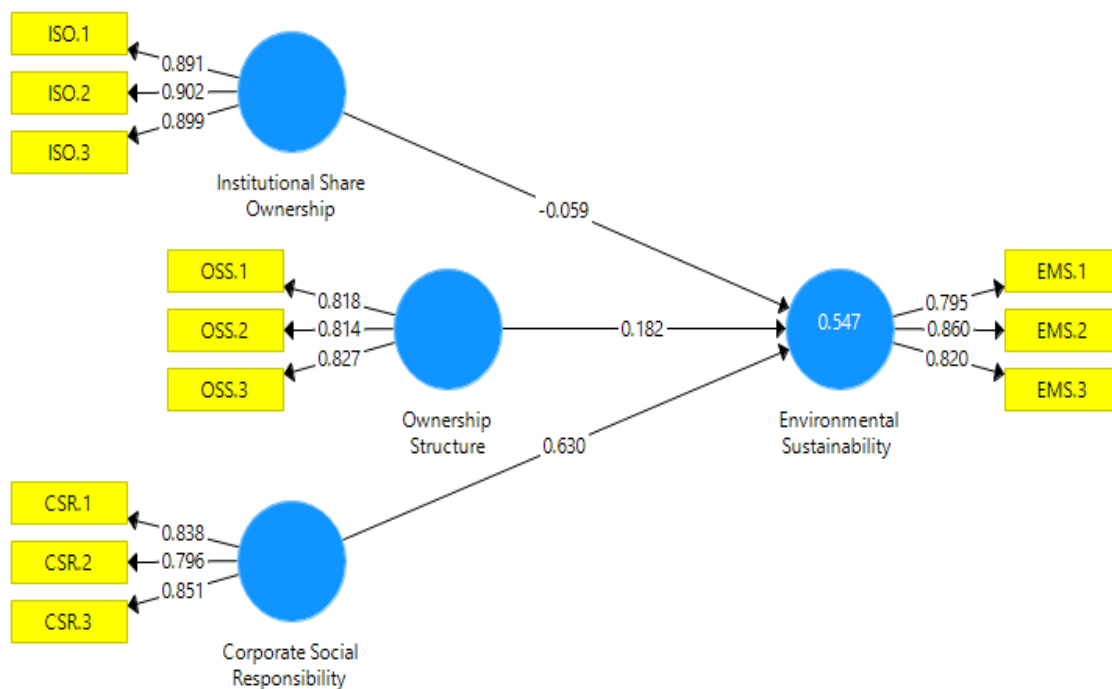 ISO.1
0.891
ISO.2
0.902
ISO.3
0.899
Institutional Share
Ownership
-0.059
OSS.1
0.818
OSS.2
0.814
OSS.3
0.827
Ownership
Structure
0.182
0.547
Environmental
Sustainability
EMS.1
0.795
EMS.2
0.860
EMS.3
0.820
0.630
CSR.1
0.838
CSR.2
0.796
CSR.3
0.851
Corporate Social
Responsibility